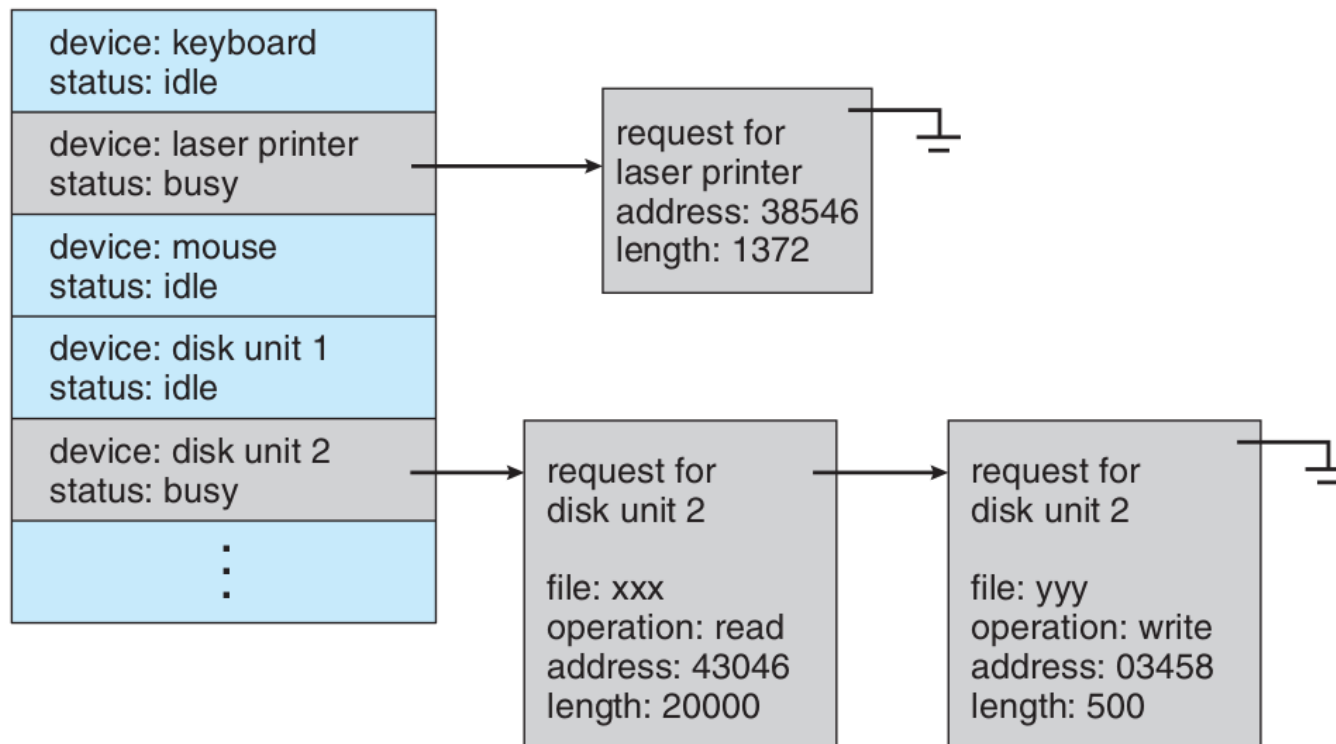 device: keyboard
status: idle
device: laser printer
status: busy
device: mouse
status: idle
device: disk unit 1
status: idle
device: disk unit 2
status: busy
request for
laser printer
address: 38546
length: 1372
request for
disk unit 2
file: xxx
operation: read
address: 43046
length: 20000
request for
disk unit 2
file: yyy
operation: write
address: 03458
length: 500